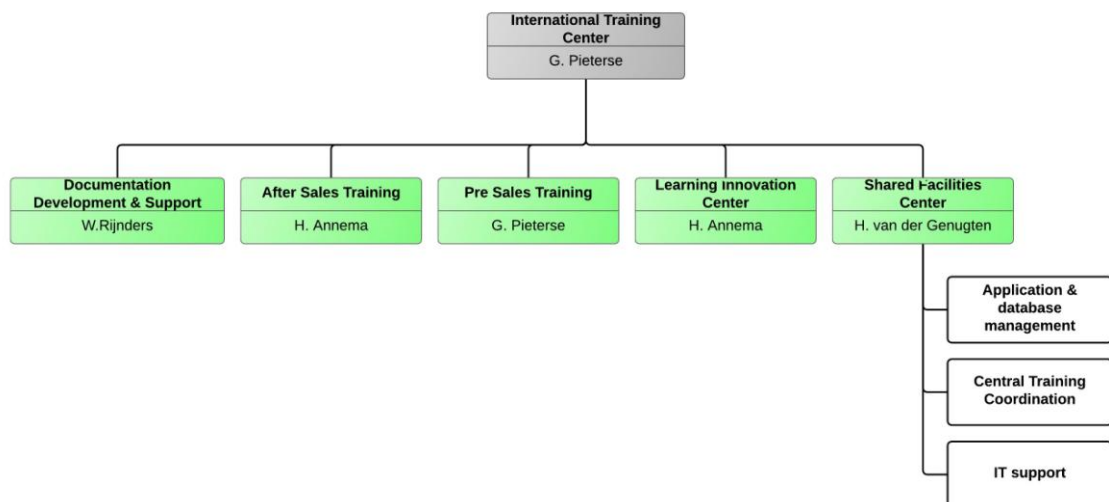 International Training
Center
G. Pieterse
Documentation
Development & Support
W.Rijnders
After Sales Training
H. Annema
Pre Sales Training
G. Pieterse
Learning Innovation
Center
H. Annema
Shared Facilities
Center
H. van der Genugten
Application &
database
management
Central Training
Coordination
IT support